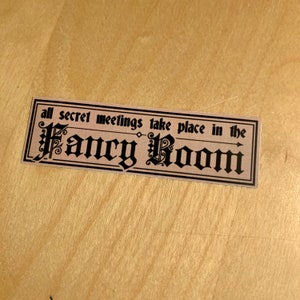 all secret meetings take place in the
Fancy Room